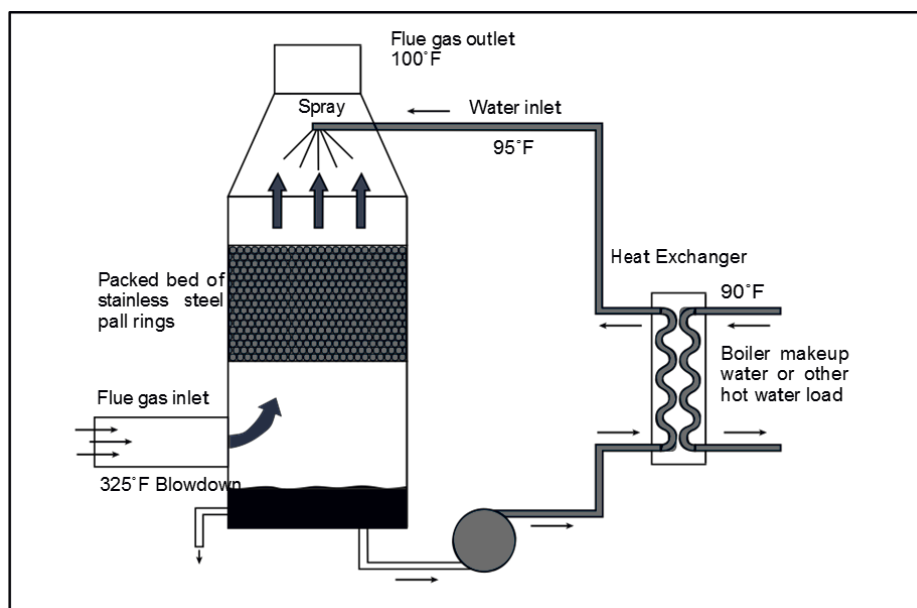 Flue gas outlet
100˚F
Spray
Water inlet
95˚F
Heat Exchanger
90˚F
Packed bed of
stainless steel
pall rings
Boiler makeup
water or other
hot water load
Flue gas inlet
325˚F Blowdown